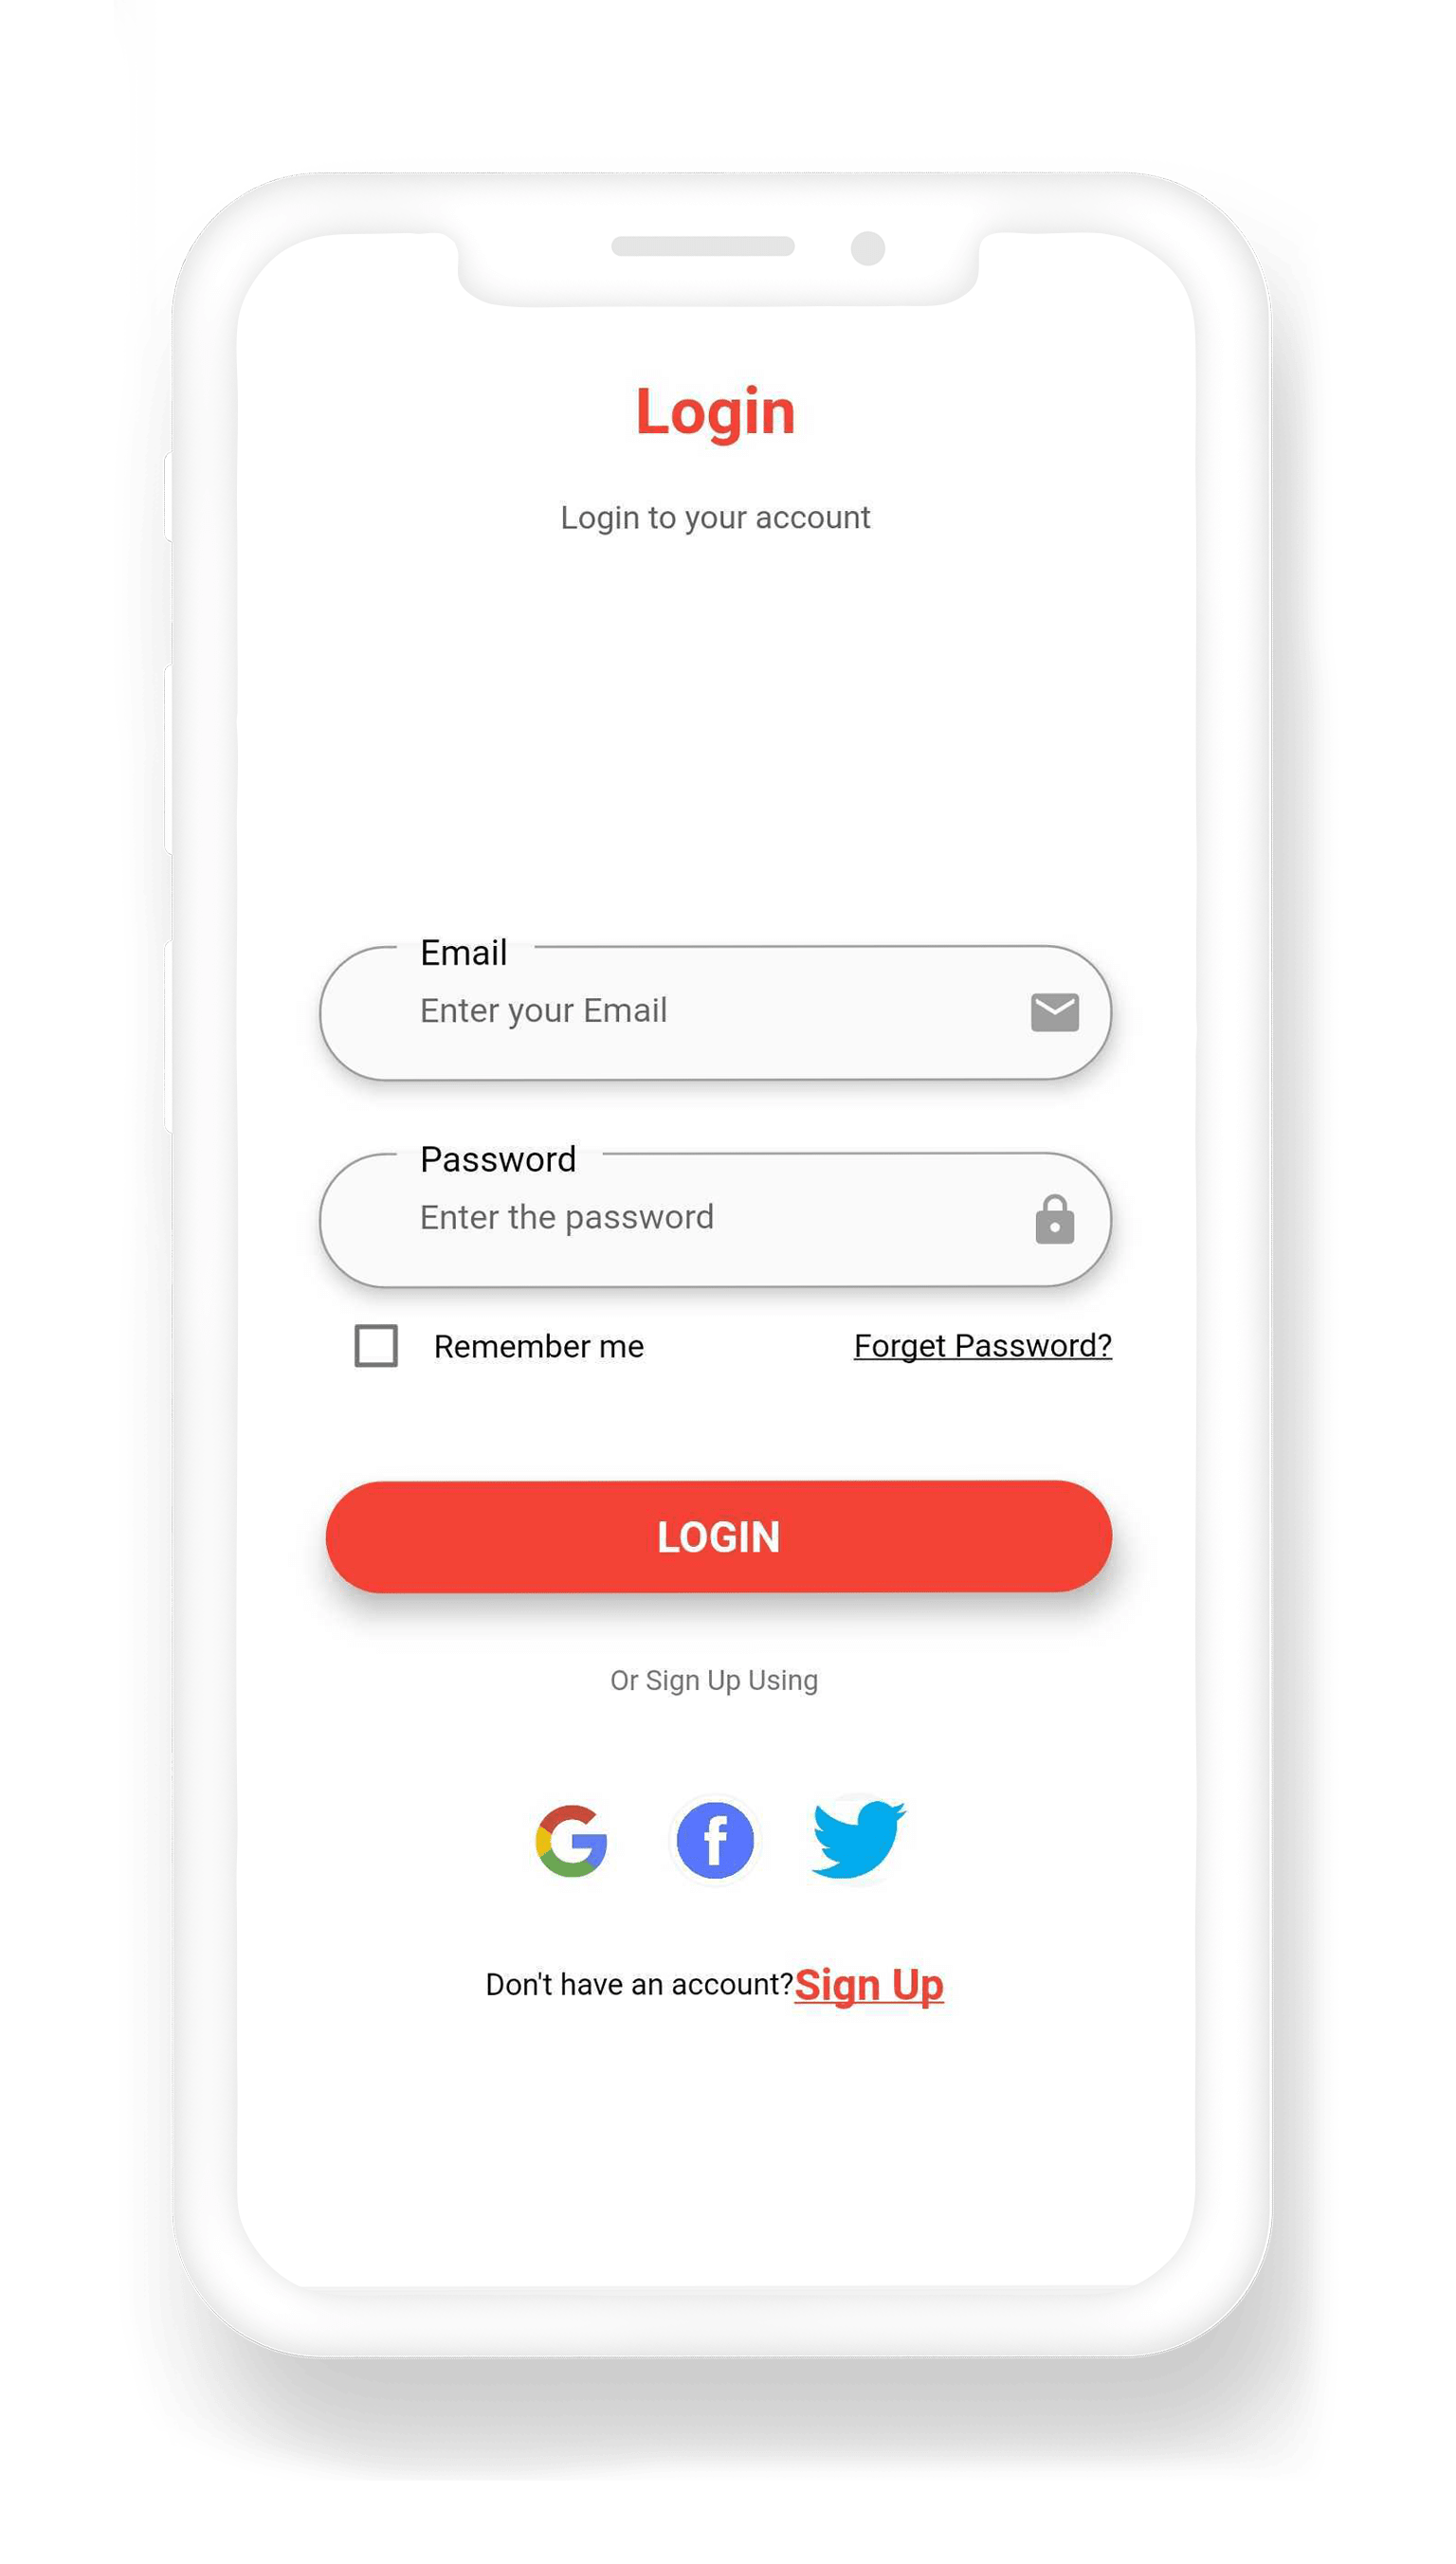 Login
Login to your account
Email
Enter your Email
Password
Enter the password
Remember me
Forget Password?
LOGIN
Or Sign Up Using
Don't have an account?Sign Up